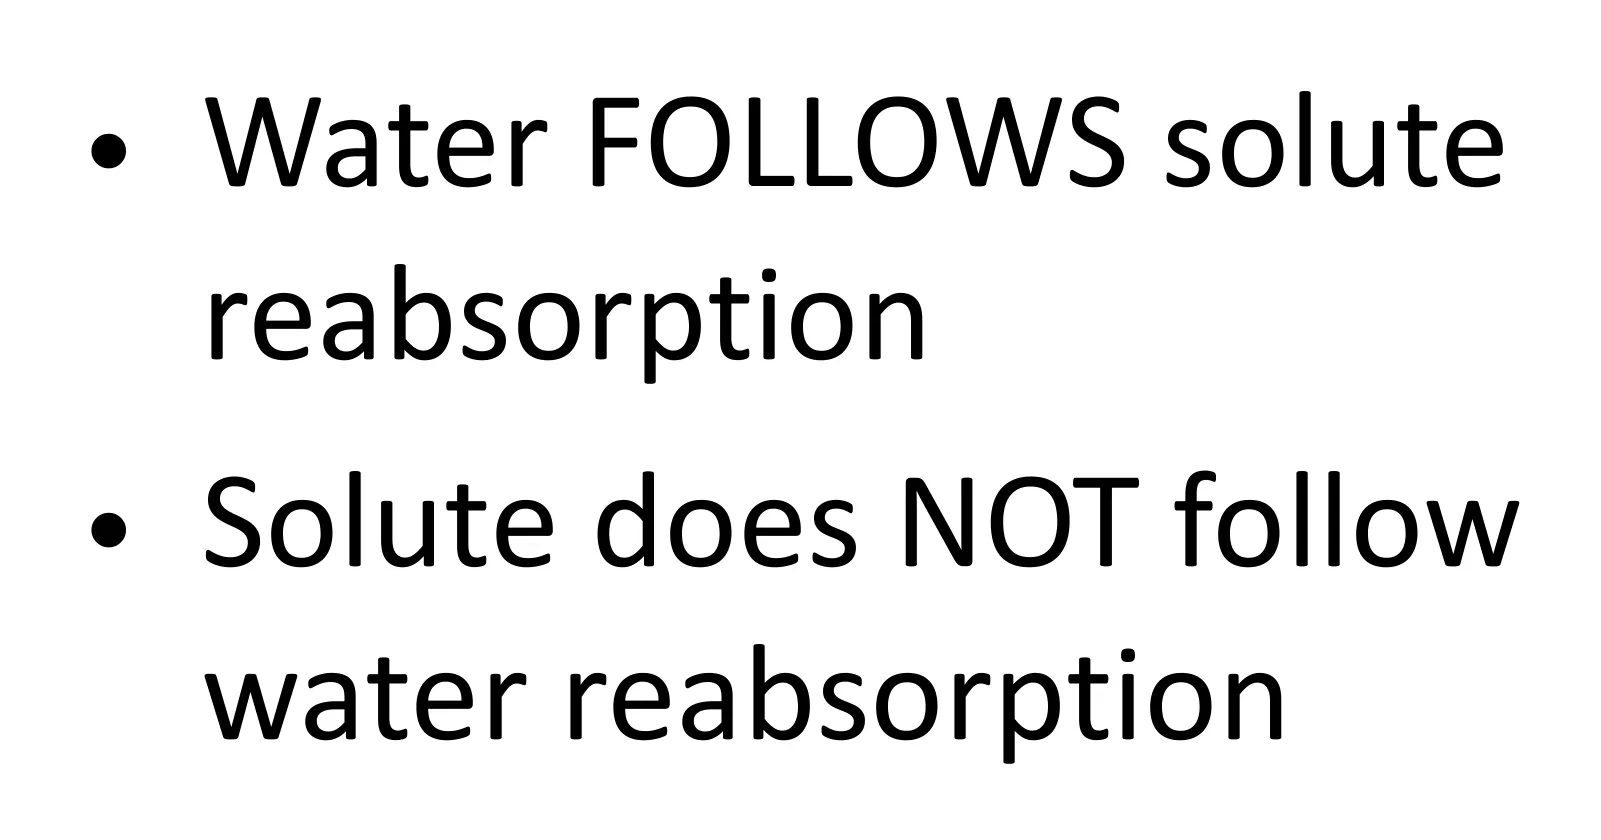 • Water FOLLOWS solute
reabsorption
• Solute does NOT follow
water reabsorption